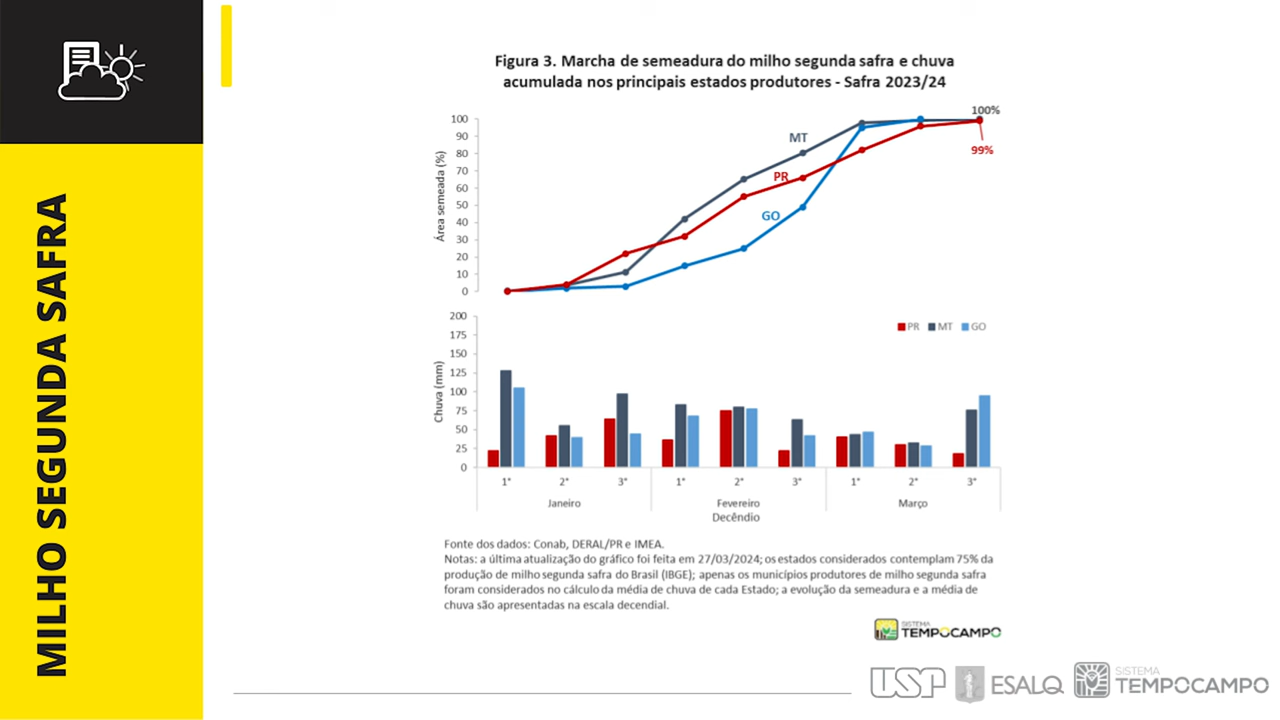 MILHO SEGUNDA SAFRA
Figura 3. Marcha de semeadura do milho segunda safra e chuva
acumulada nos principais estados produtores - Safra 2023/24
Área semeada (%)
100
90
80
70
60
50
40
30
20
10
0
MT
PR
GO
100%
99%
Chuva (mm)
200
175
150
125
100
75
50
25
0
PR MT GO
1° 2° 3° 1° 2° 3° 1° 2° 3°
Janeiro Fevereiro Março
Decêndio
Fonte dos dados: Conab, DERAL/PR e IMEA.
Notas: a última atualização do gráfico foi feita em 27/03/2024; os estados considerados contemplam 75% da
produção de milho segunda safra do Brasil (IBGE); apenas os municípios produtores de milho segunda safra
foram considerados no cálculo da média de chuva de cada Estado; a evolução da semeadura e a média de
chuva são apresentadas na escala decendial.
SISTEMA
TEMPOCAMPO
USP
ESALQ
SISTEMA
TEMPOCAMPO